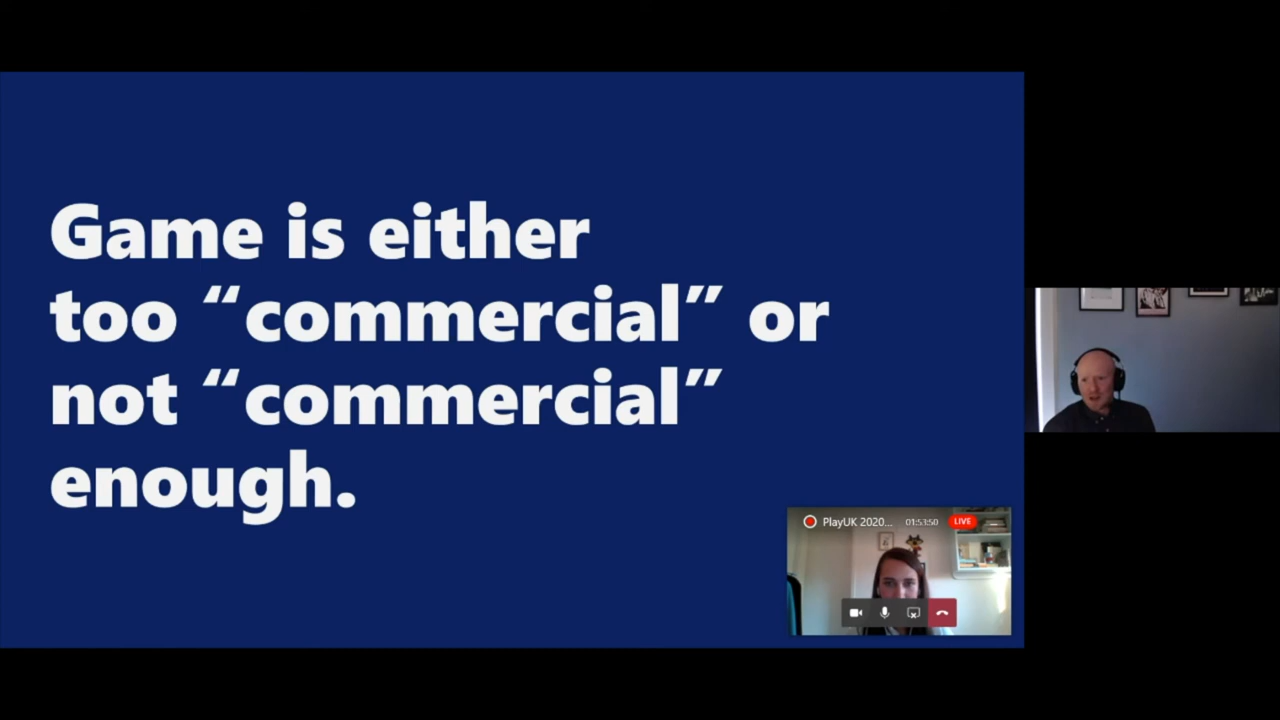 Game is either
too “commercial” or
not “commercial”
enough.
PlayUK 2020... 01:53:50 LIVE